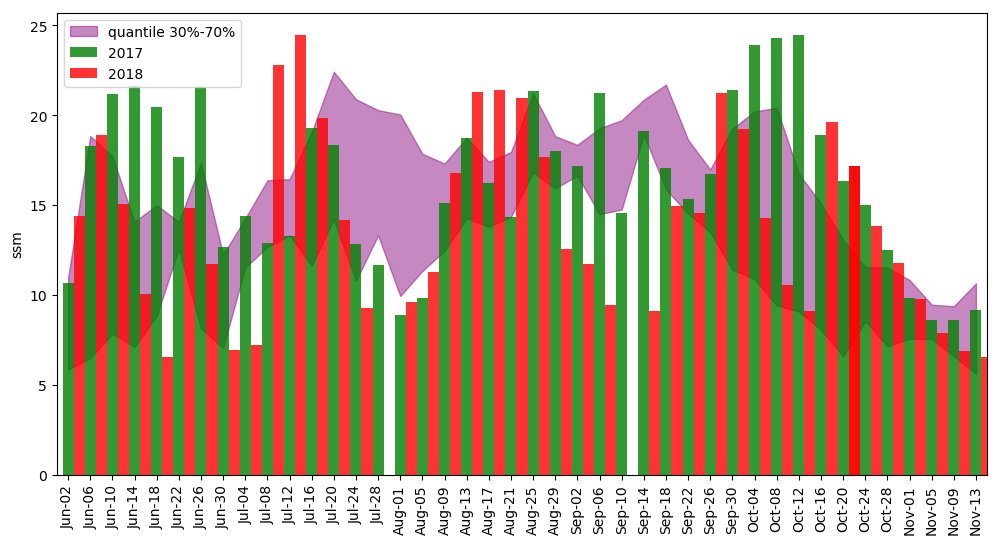 25
20
15
10
5
0
ssm
quantile 30%-70%
2017
2018
Jun-02
Jun-06
Jun-10
Jun-14
Jun-18
Jun-22
Jun-26
Jun-30
Jul-04
Jul-08
Jul-12
Jul-16
Jul-20
Jul-24
Jul-28
Aug-01
Aug-05
Aug-09
Aug-13
Aug-17
Aug-21
Aug-25
Aug-29
Sep-02
Sep-06
Sep-10
Sep-14
Sep-18
Sep-22
Sep-26
Sep-30
Oct-04
Oct-08
Oct-12
Oct-16
Oct-20
Oct-24
Oct-28
Nov-01
Nov-05
Nov-09
Nov-13